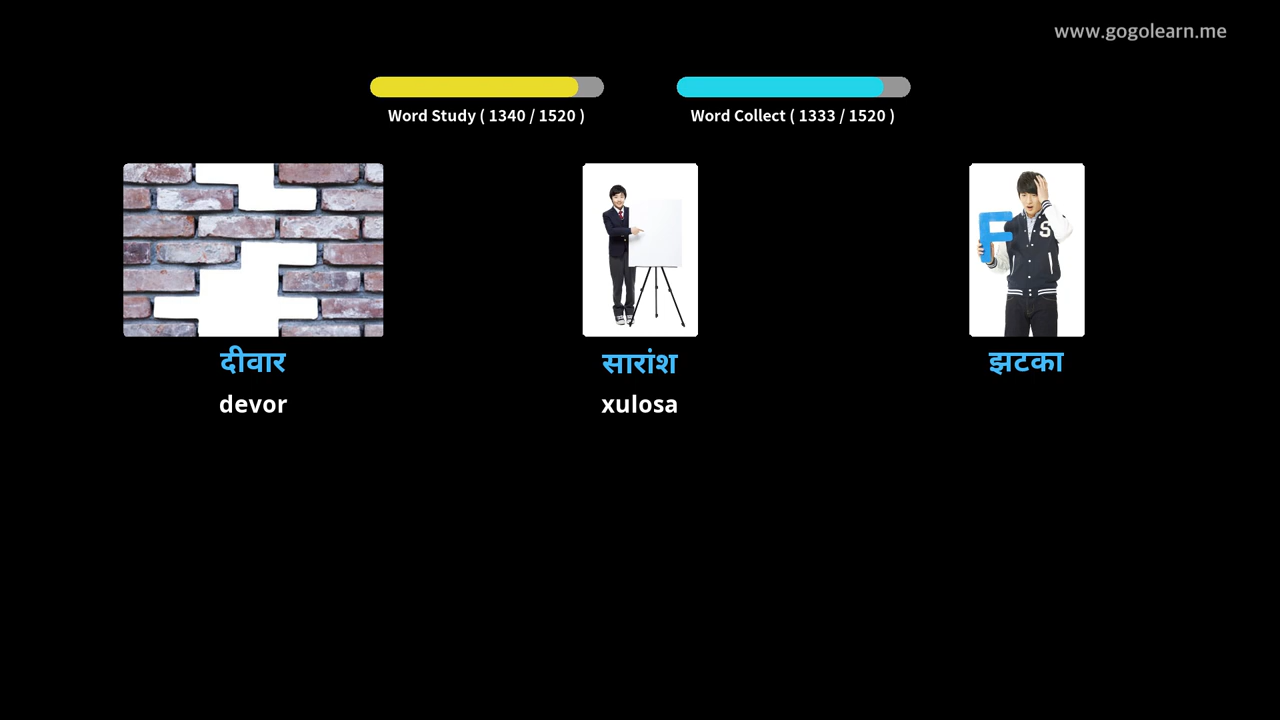 www.gogolearn.me
Word Study ( 1340 / 1520 )
Word Collect ( 1333 / 1520 )
दीवार
devor
सारांश
xulosa
झटका
F
S